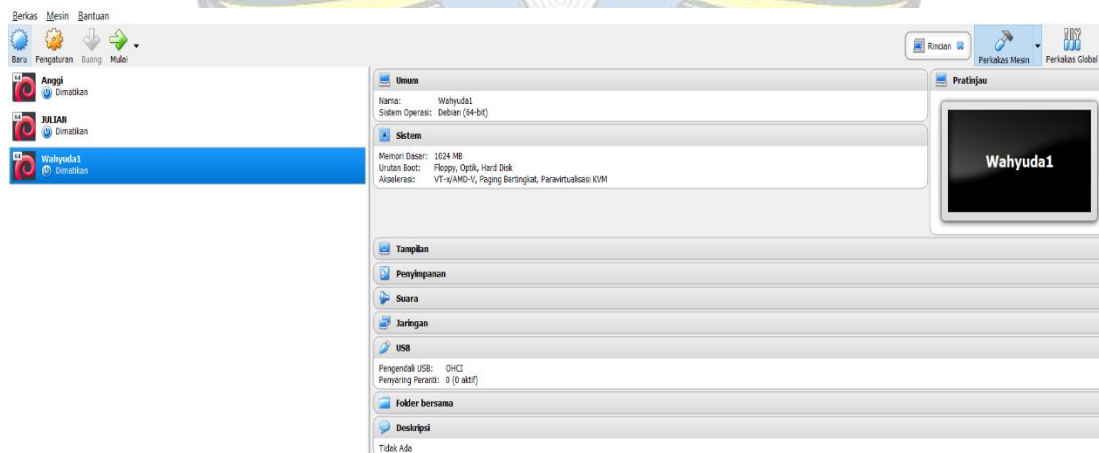 Berkas Mesin Bantuan
Baru Pengaturan Buang Mulai
Rincian
Perkakas Mesin
Perkakas Global
64
Anggi
Dimatikan
64
JULIAN
Dimatikan
64
Wahyuda1
Dimatikan
Umum
Nama: Wahyuda1
Sistem Operasi: Debian (64-bit)
Sistem
Memori Dasar: 1024 MB
Urutan Boot: Floppy, Optik, Hard Disk
Akselerasi: VT-x/AMD-V, Paging Bertingkat, Paravirtualisasi KVM
Pratinjau
Wahyuda1
Tampilan
Penyimpanan
Suara
Jaringan
USB
Pengendali USB: OHCI
Penyaring Peranti: 0 (0 aktif)
Folder bersama
Deskripsi
Tidak Ada